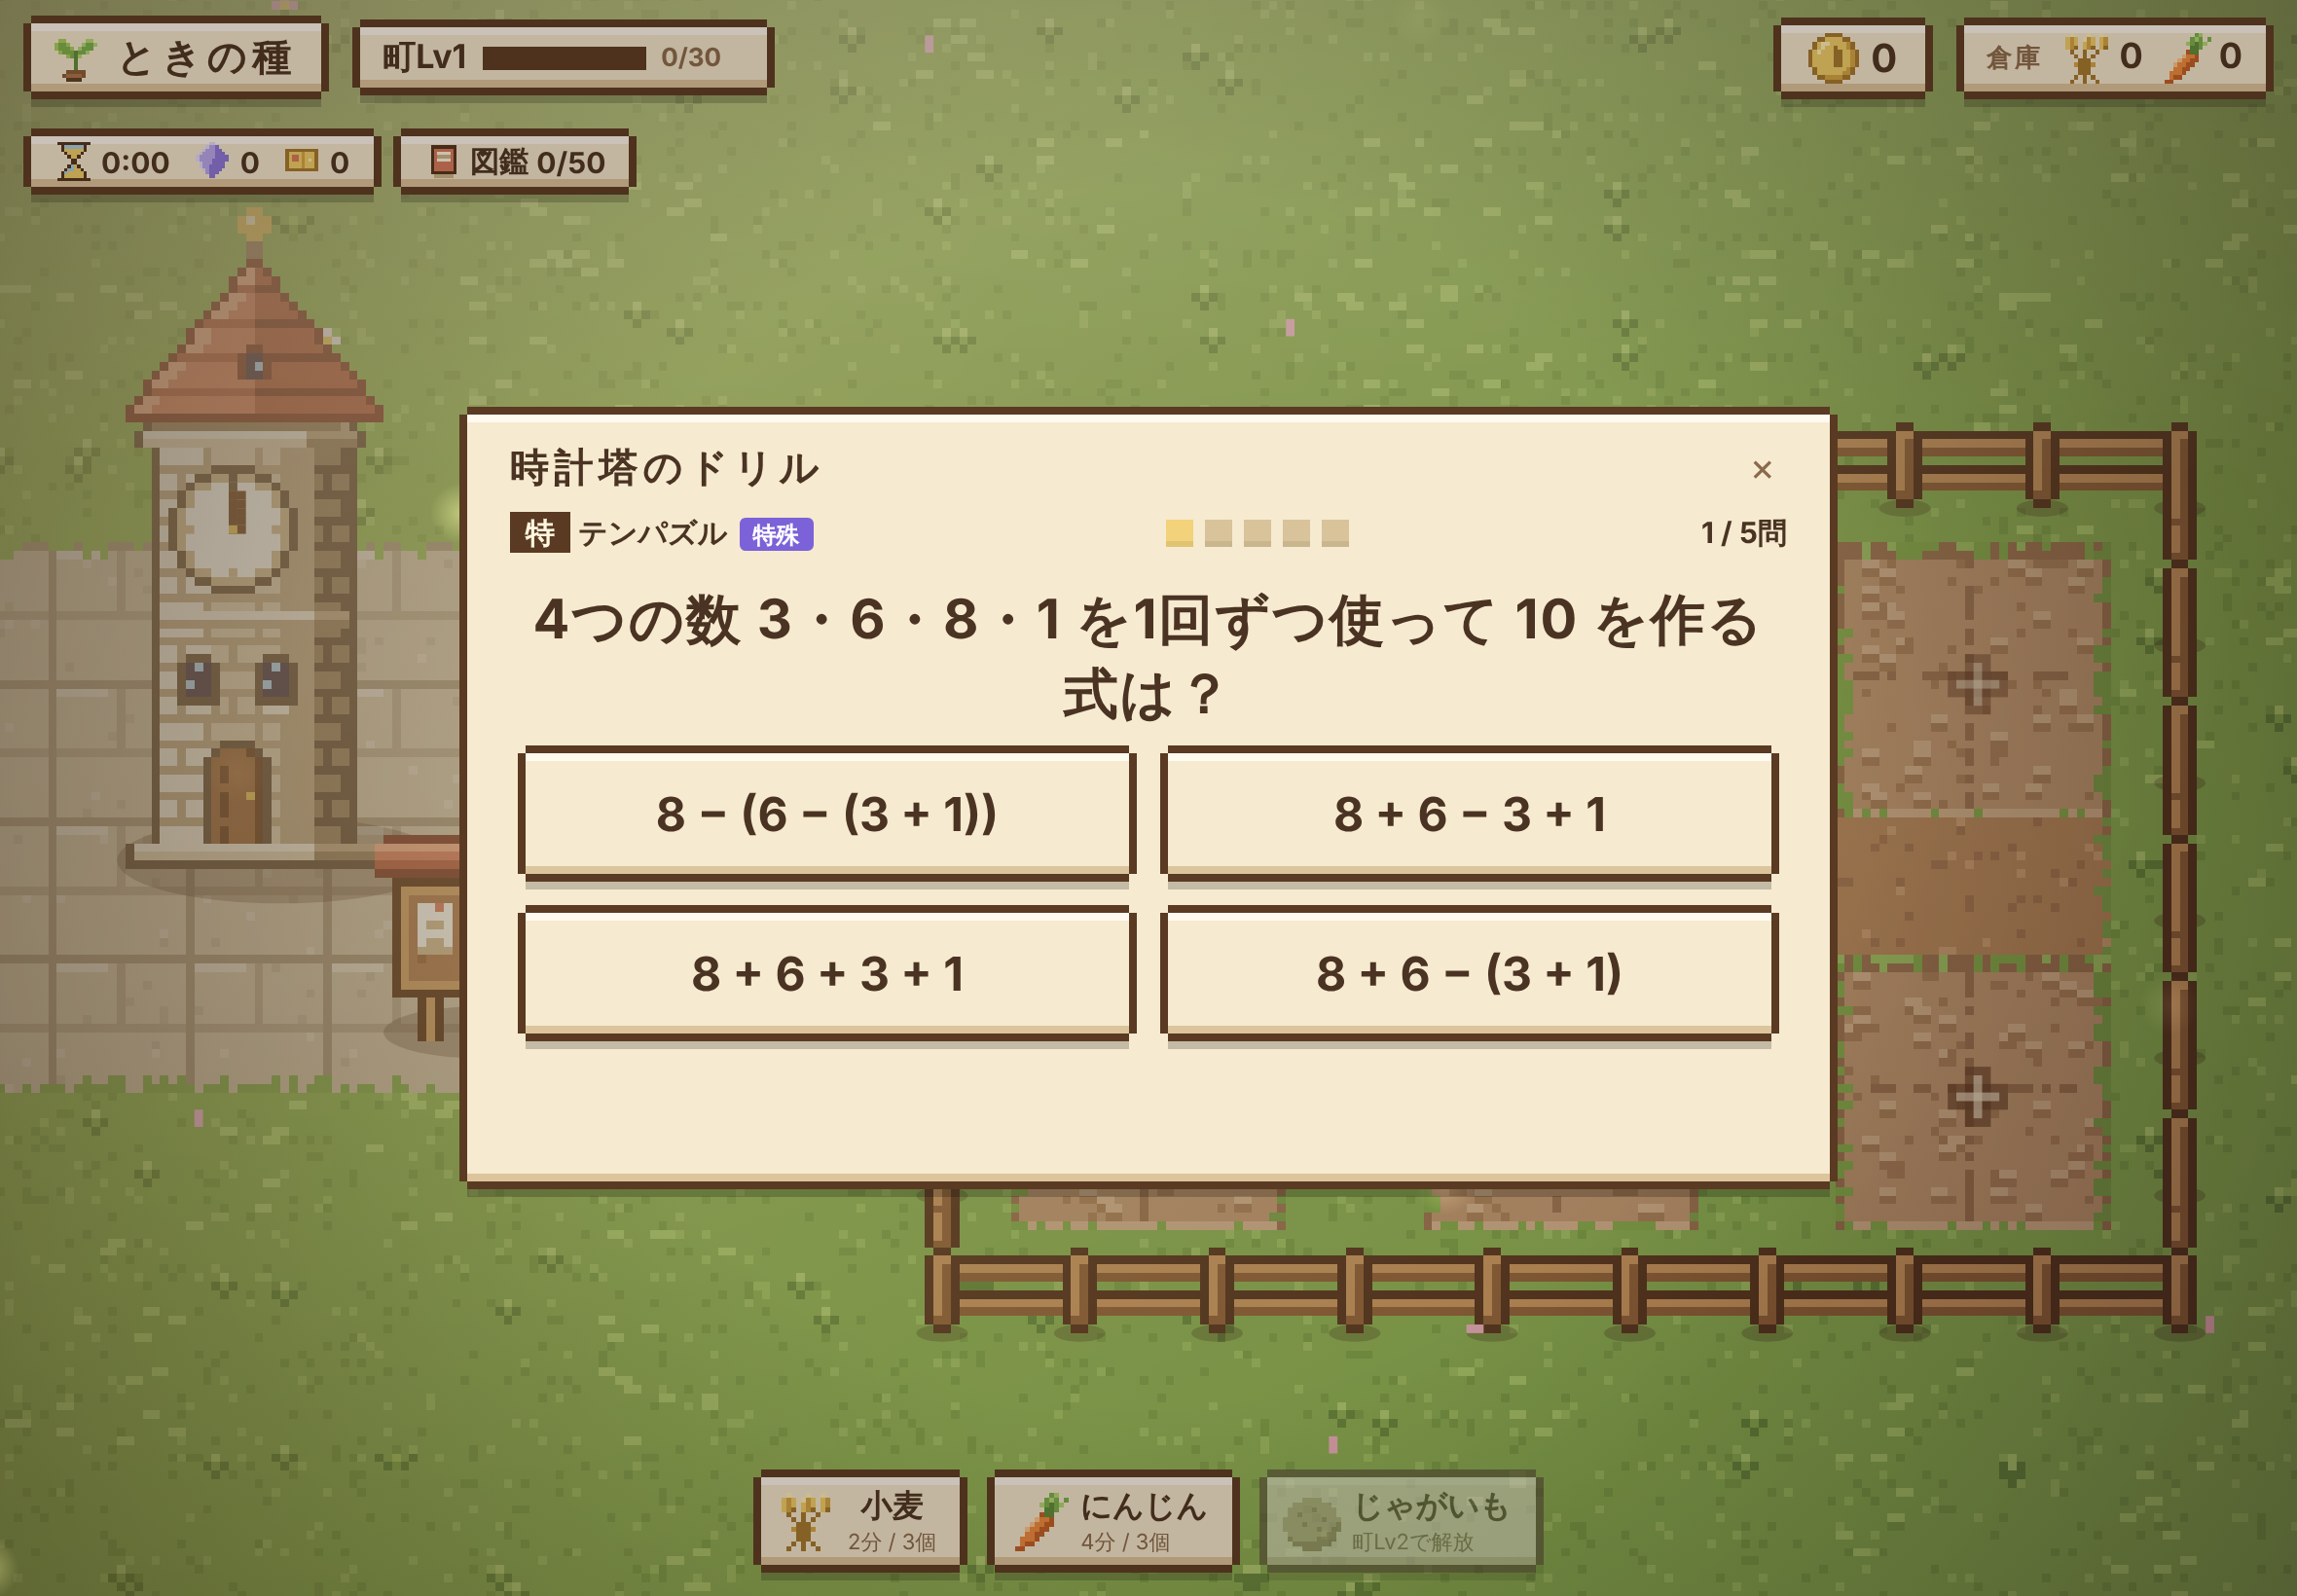 ときの種
町Lv1 0/30
0
倉庫 0 0
0:00 0 0
図鑑 0/50
時計塔のドリル
×
特 テンパズル 特殊
1 / 5問
4つの数 3・6・8・1 を1回ずつ使って 10 を作る
式は？
8 − (6 − (3 + 1))
8 + 6 − 3 + 1
8 + 6 + 3 + 1
8 + 6 − (3 + 1)
小麦
2分 / 3個
にんじん
4分 / 3個
じゃがいも
町Lv2で解放